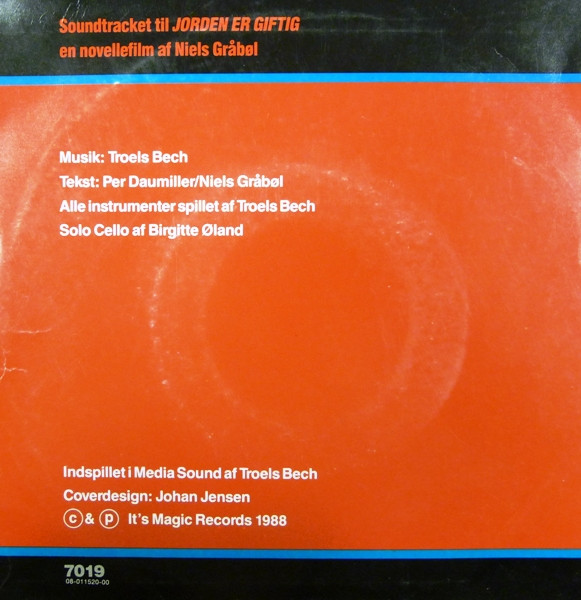 Soundtracket til JORDEN ER GIFTIG
en novellefilm af Niels Gråbøl
Musik: Troels Bech
Tekst: Per Daumiller/Niels Gråbøl
Alle instrumenter spillet af Troels Bech
Solo Cello af Birgitte Øland
Indspillet i Media Sound af Troels Bech
Coverdesign: Johan Jensen
© & ℗ It's Magic Records 1988
7019
08-011520-00